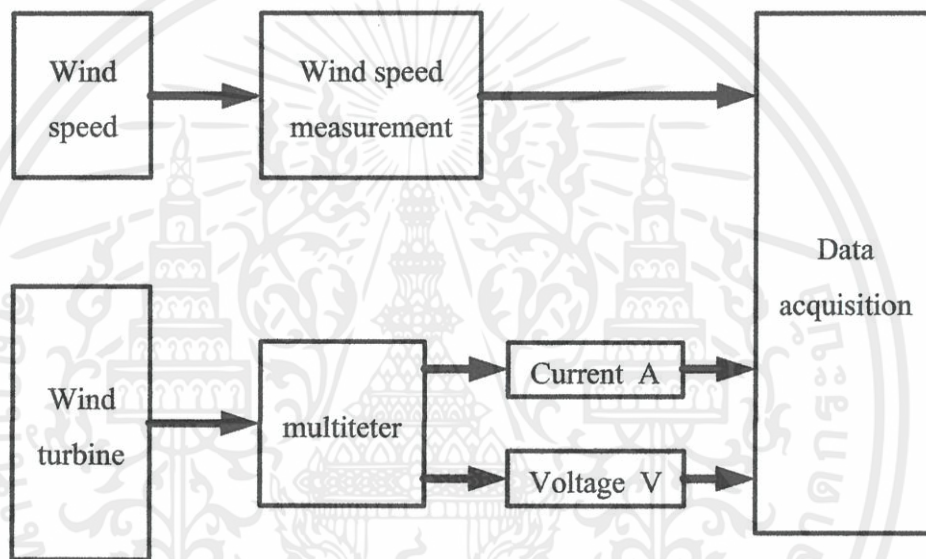 Wind
speed
Wind speed
measurement
Data
acquisition
Wind
turbine
multiteter
Current A
Voltage V